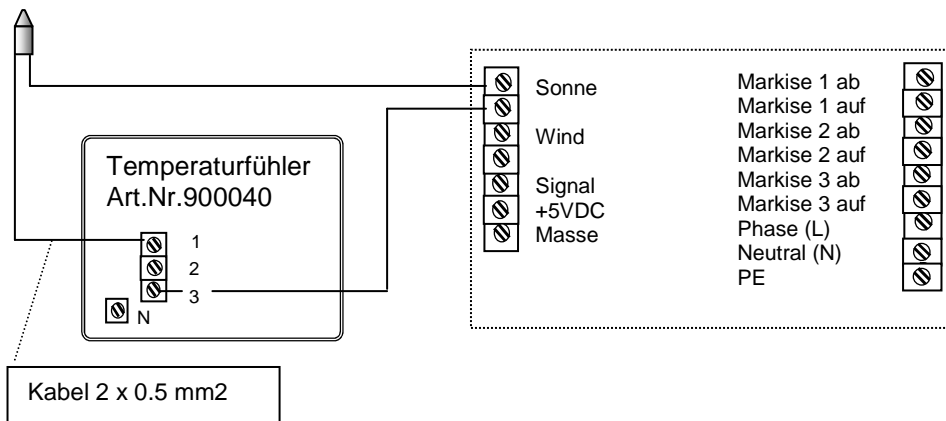 Sonne
Wind
Signal
+5VDC
Masse
Markise 1 ab
Markise 1 auf
Markise 2 ab
Markise 2 auf
Markise 3 ab
Markise 3 auf
Phase (L)
Neutral (N)
PE
Temperaturfühler
Art.Nr.900040
1
2
3
N
Kabel 2 x 0.5 mm2